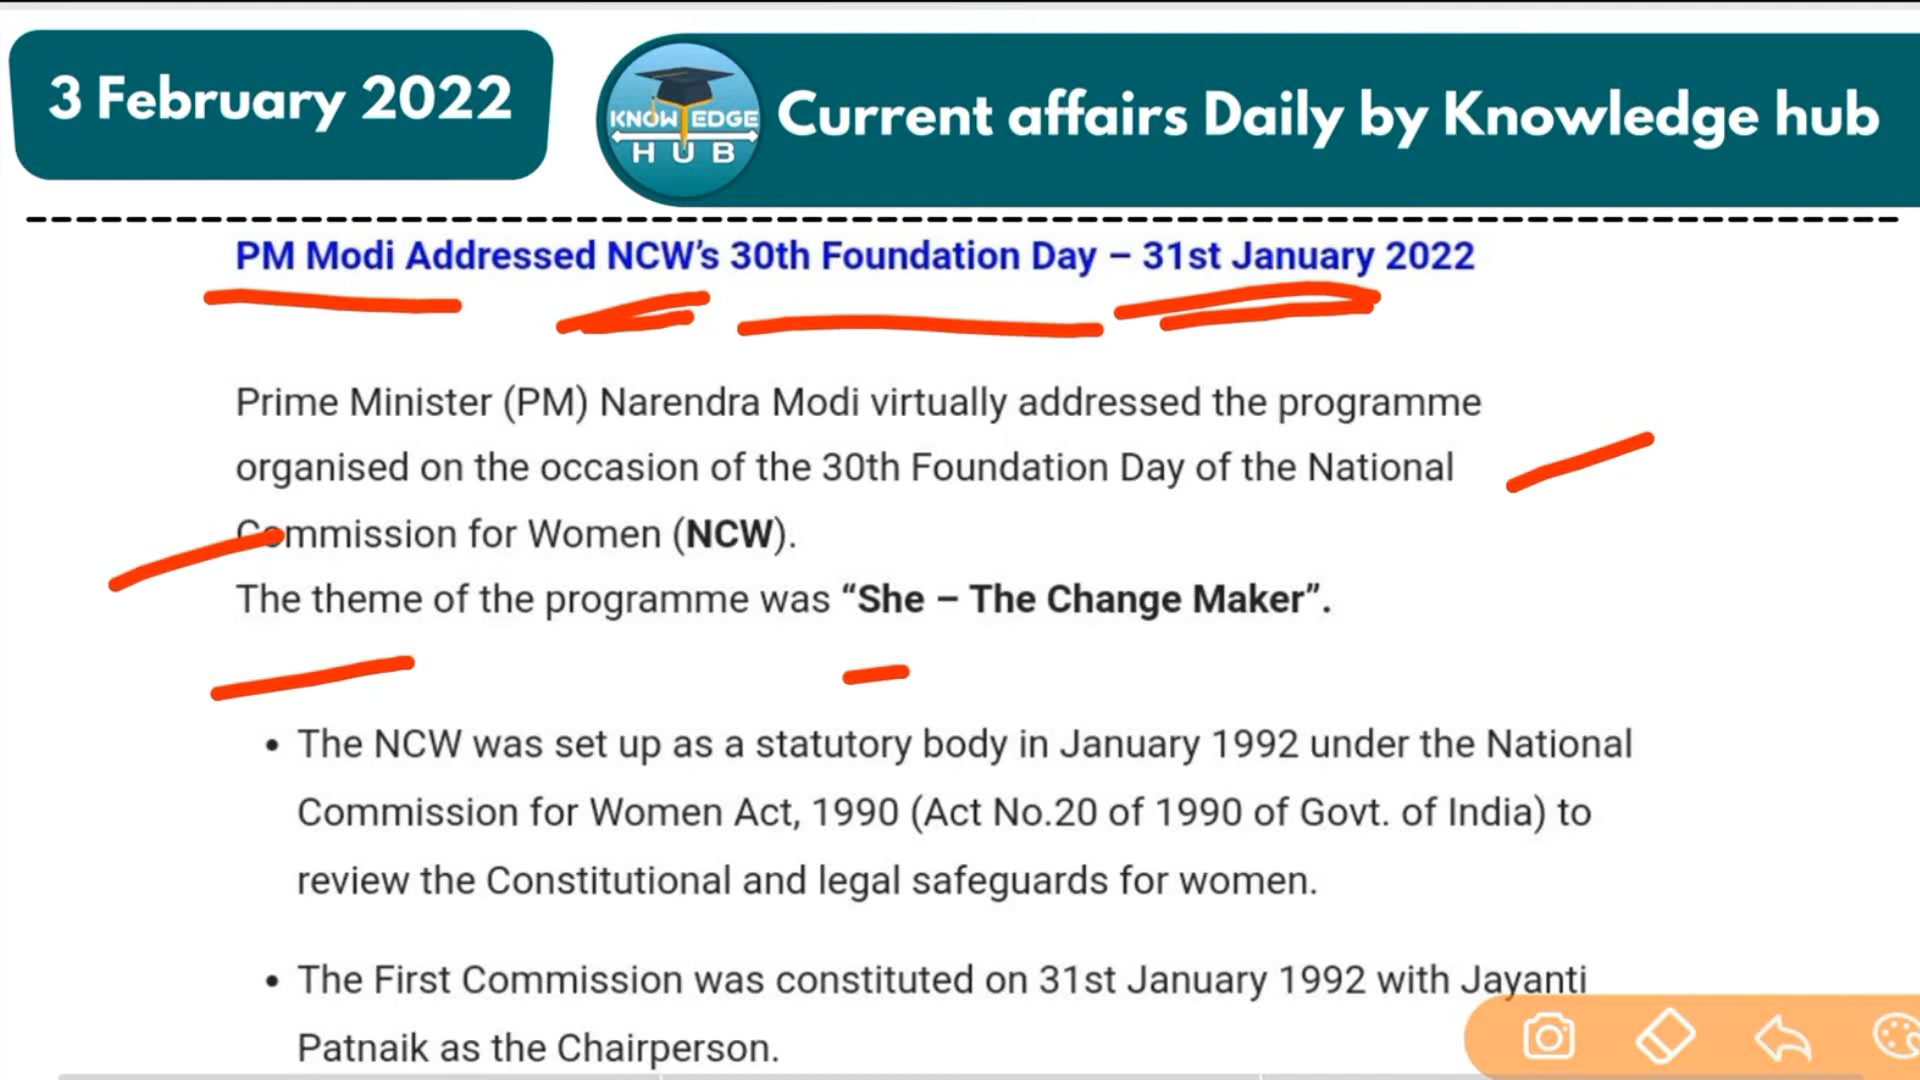 3 February 2022
KNOWLEDGE
HUB
Current affairs Daily by Knowledge hub
PM Modi Addressed NCW's 30th Foundation Day – 31st January 2022
Prime Minister (PM) Narendra Modi virtually addressed the programme
organised on the occasion of the 30th Foundation Day of the National
Commission for Women (NCW).
The theme of the programme was “She – The Change Maker”.
• The NCW was set up as a statutory body in January 1992 under the National
Commission for Women Act, 1990 (Act No.20 of 1990 of Govt. of India) to
review the Constitutional and legal safeguards for women.
• The First Commission was constituted on 31st January 1992 with Jayanti
Patnaik as the Chairperson.